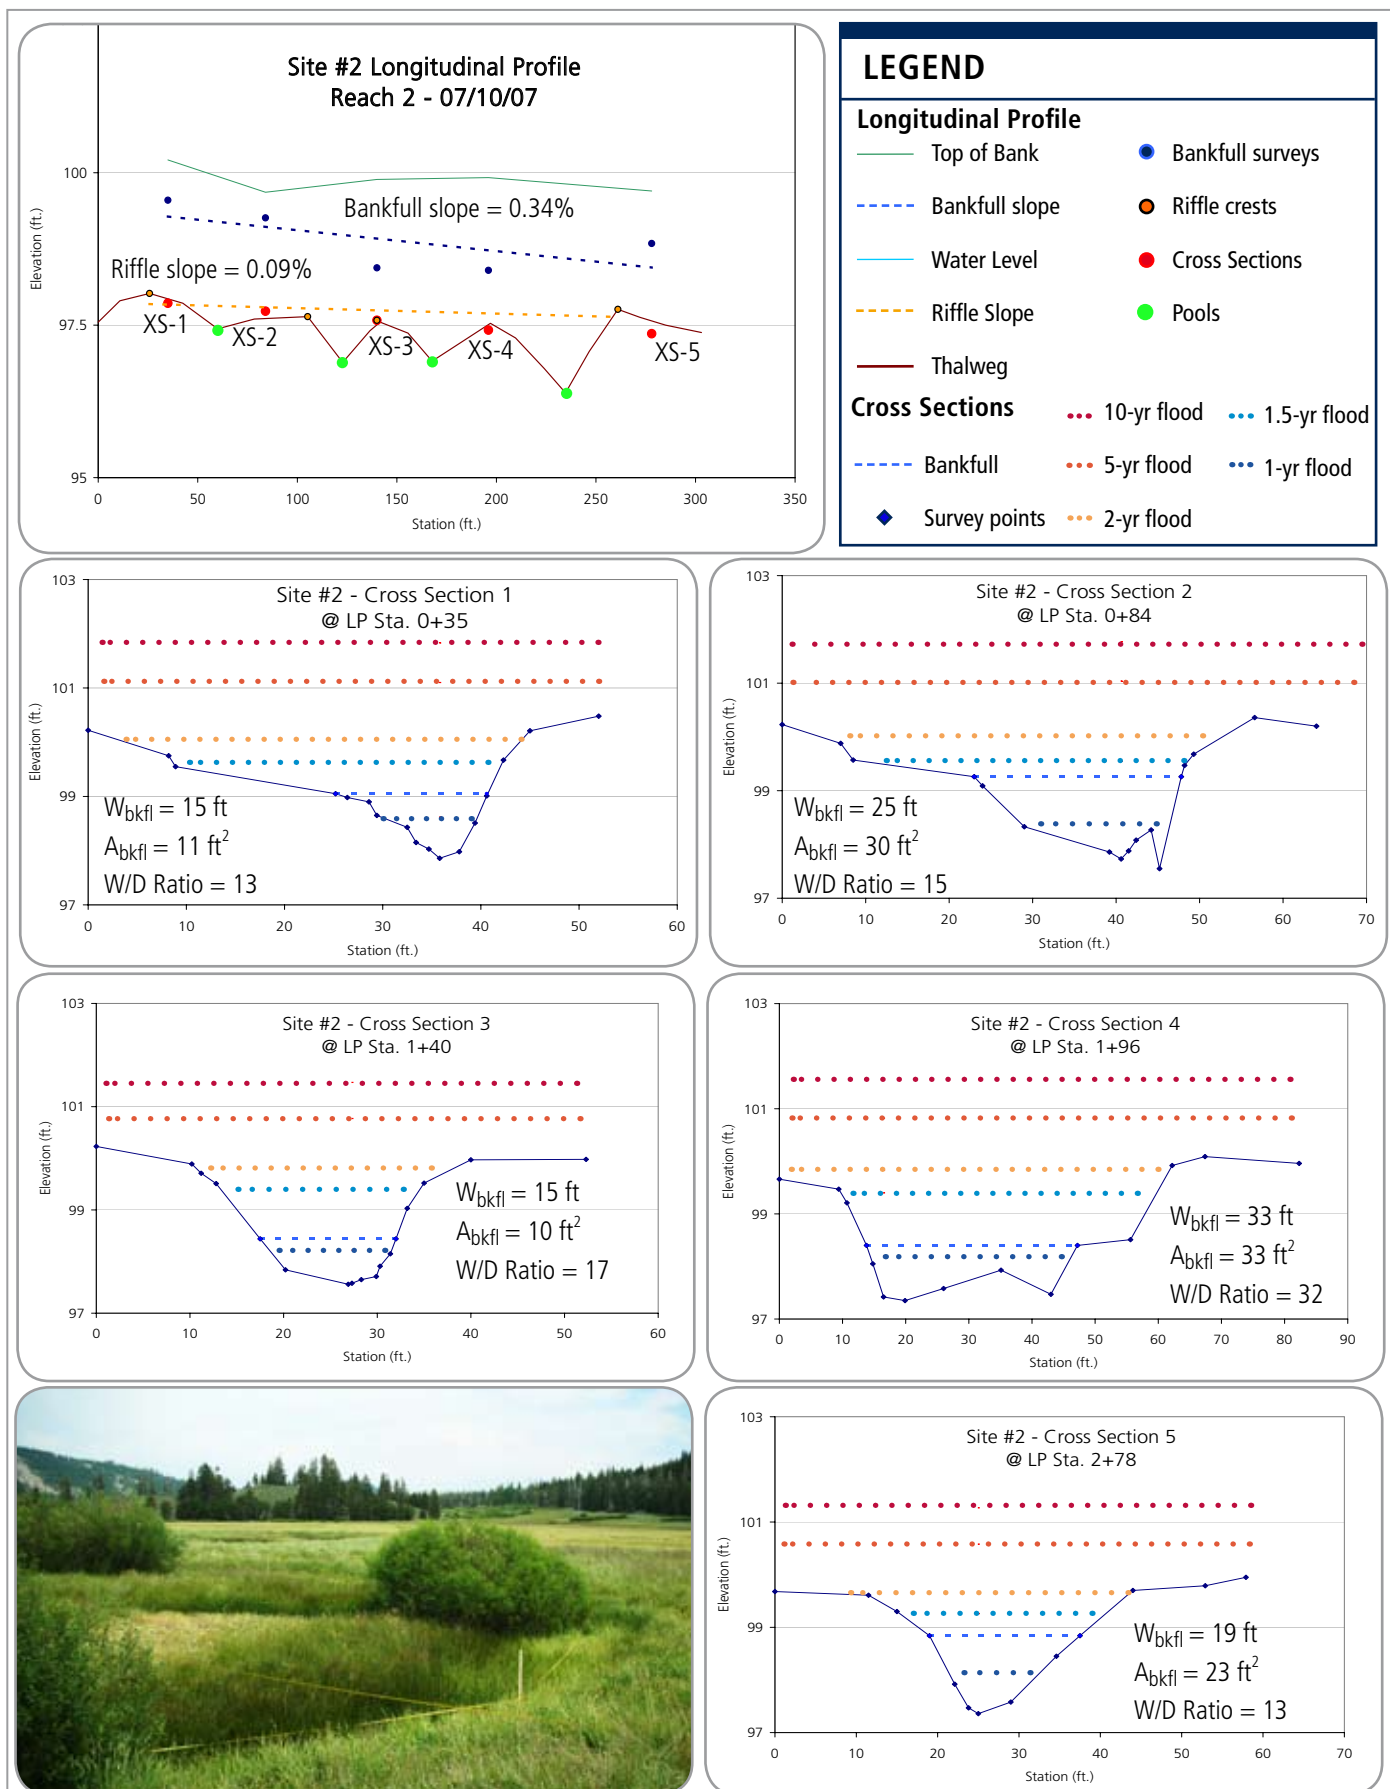 Site #2 Longitudinal Profile
Reach 2 - 07/10/07
Elevation (ft.)
100
97.5
95
Bankfull slope = 0.34%
Riffle slope = 0.09%
XS-1
XS-2
XS-3
XS-4
XS-5
0 50 100 150 200 250 300 350
Station (ft.)
LEGEND
Longitudinal Profile
Top of Bank
Bankfull surveys
Bankfull slope
Riffle crests
Water Level
Cross Sections
Riffle Slope
Pools
Thalweg
Cross Sections
10-yr flood
1.5-yr flood
Bankfull
5-yr flood
1-yr flood
Survey points
2-yr flood
Site #2 - Cross Section 1
@ LP Sta. 0+35
Elevation (ft.)
103
101
99
97
Wbkfl = 15 ft
Abkfl = 11 ft²
W/D Ratio = 13
0 10 20 30 40 50 60
Station (ft.)
Site #2 - Cross Section 2
@ LP Sta. 0+84
Elevation (ft.)
103
101
99
97
Wbkfl = 25 ft
Abkfl = 30 ft²
W/D Ratio = 15
0 10 20 30 40 50 60 70
Station (ft.)
Site #2 - Cross Section 3
@ LP Sta. 1+40
Elevation (ft.)
103
101
99
97
Wbkfl = 15 ft
Abkfl = 10 ft²
W/D Ratio = 17
0 10 20 30 40 50 60
Station (ft.)
Site #2 - Cross Section 4
@ LP Sta. 1+96
Elevation (ft.)
103
101
99
97
Wbkfl = 33 ft
Abkfl = 33 ft²
W/D Ratio = 32
0 10 20 30 40 50 60 70 80 90
Station (ft.)
Site #2 - Cross Section 5
@ LP Sta. 2+78
Elevation (ft.)
103
101
99
97
Wbkfl = 19 ft
Abkfl = 23 ft²
W/D Ratio = 13
0 10 20 30 40 50 60 70
Station (ft.)